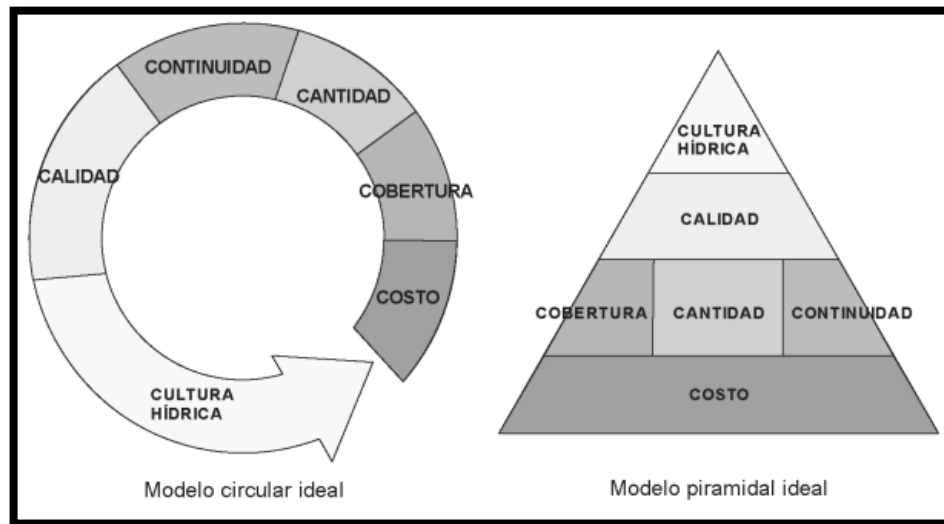 CONTINUIDAD
CANTIDAD
CALIDAD
COBERTURA
COSTO
CULTURA
HÍDRICA
Modelo circular ideal
CULTURA
HÍDRICA
CALIDAD
COBERTURA
CANTIDAD
CONTINUIDAD
COSTO
Modelo piramidal ideal